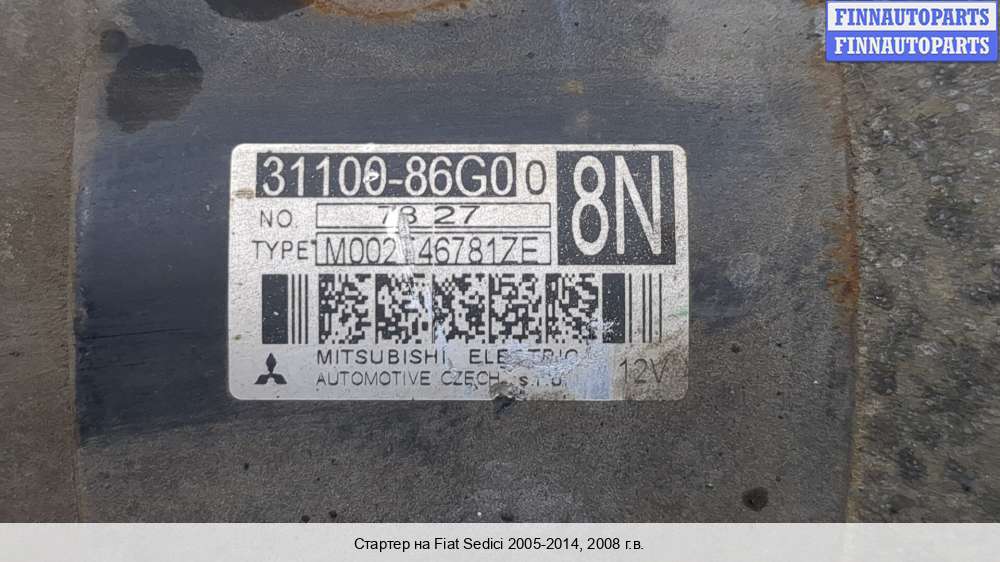 FINNAUTOPARTS
FINNAUTOPARTS
31100-86G00 8N
NO. 7827
TYPE
12V
MITSUBISHI ELECTRIC
AUTOMOTIVE CZECH s.r.o.
Стартер на Fiat Sedici 2005-2014, 2008 г.в.